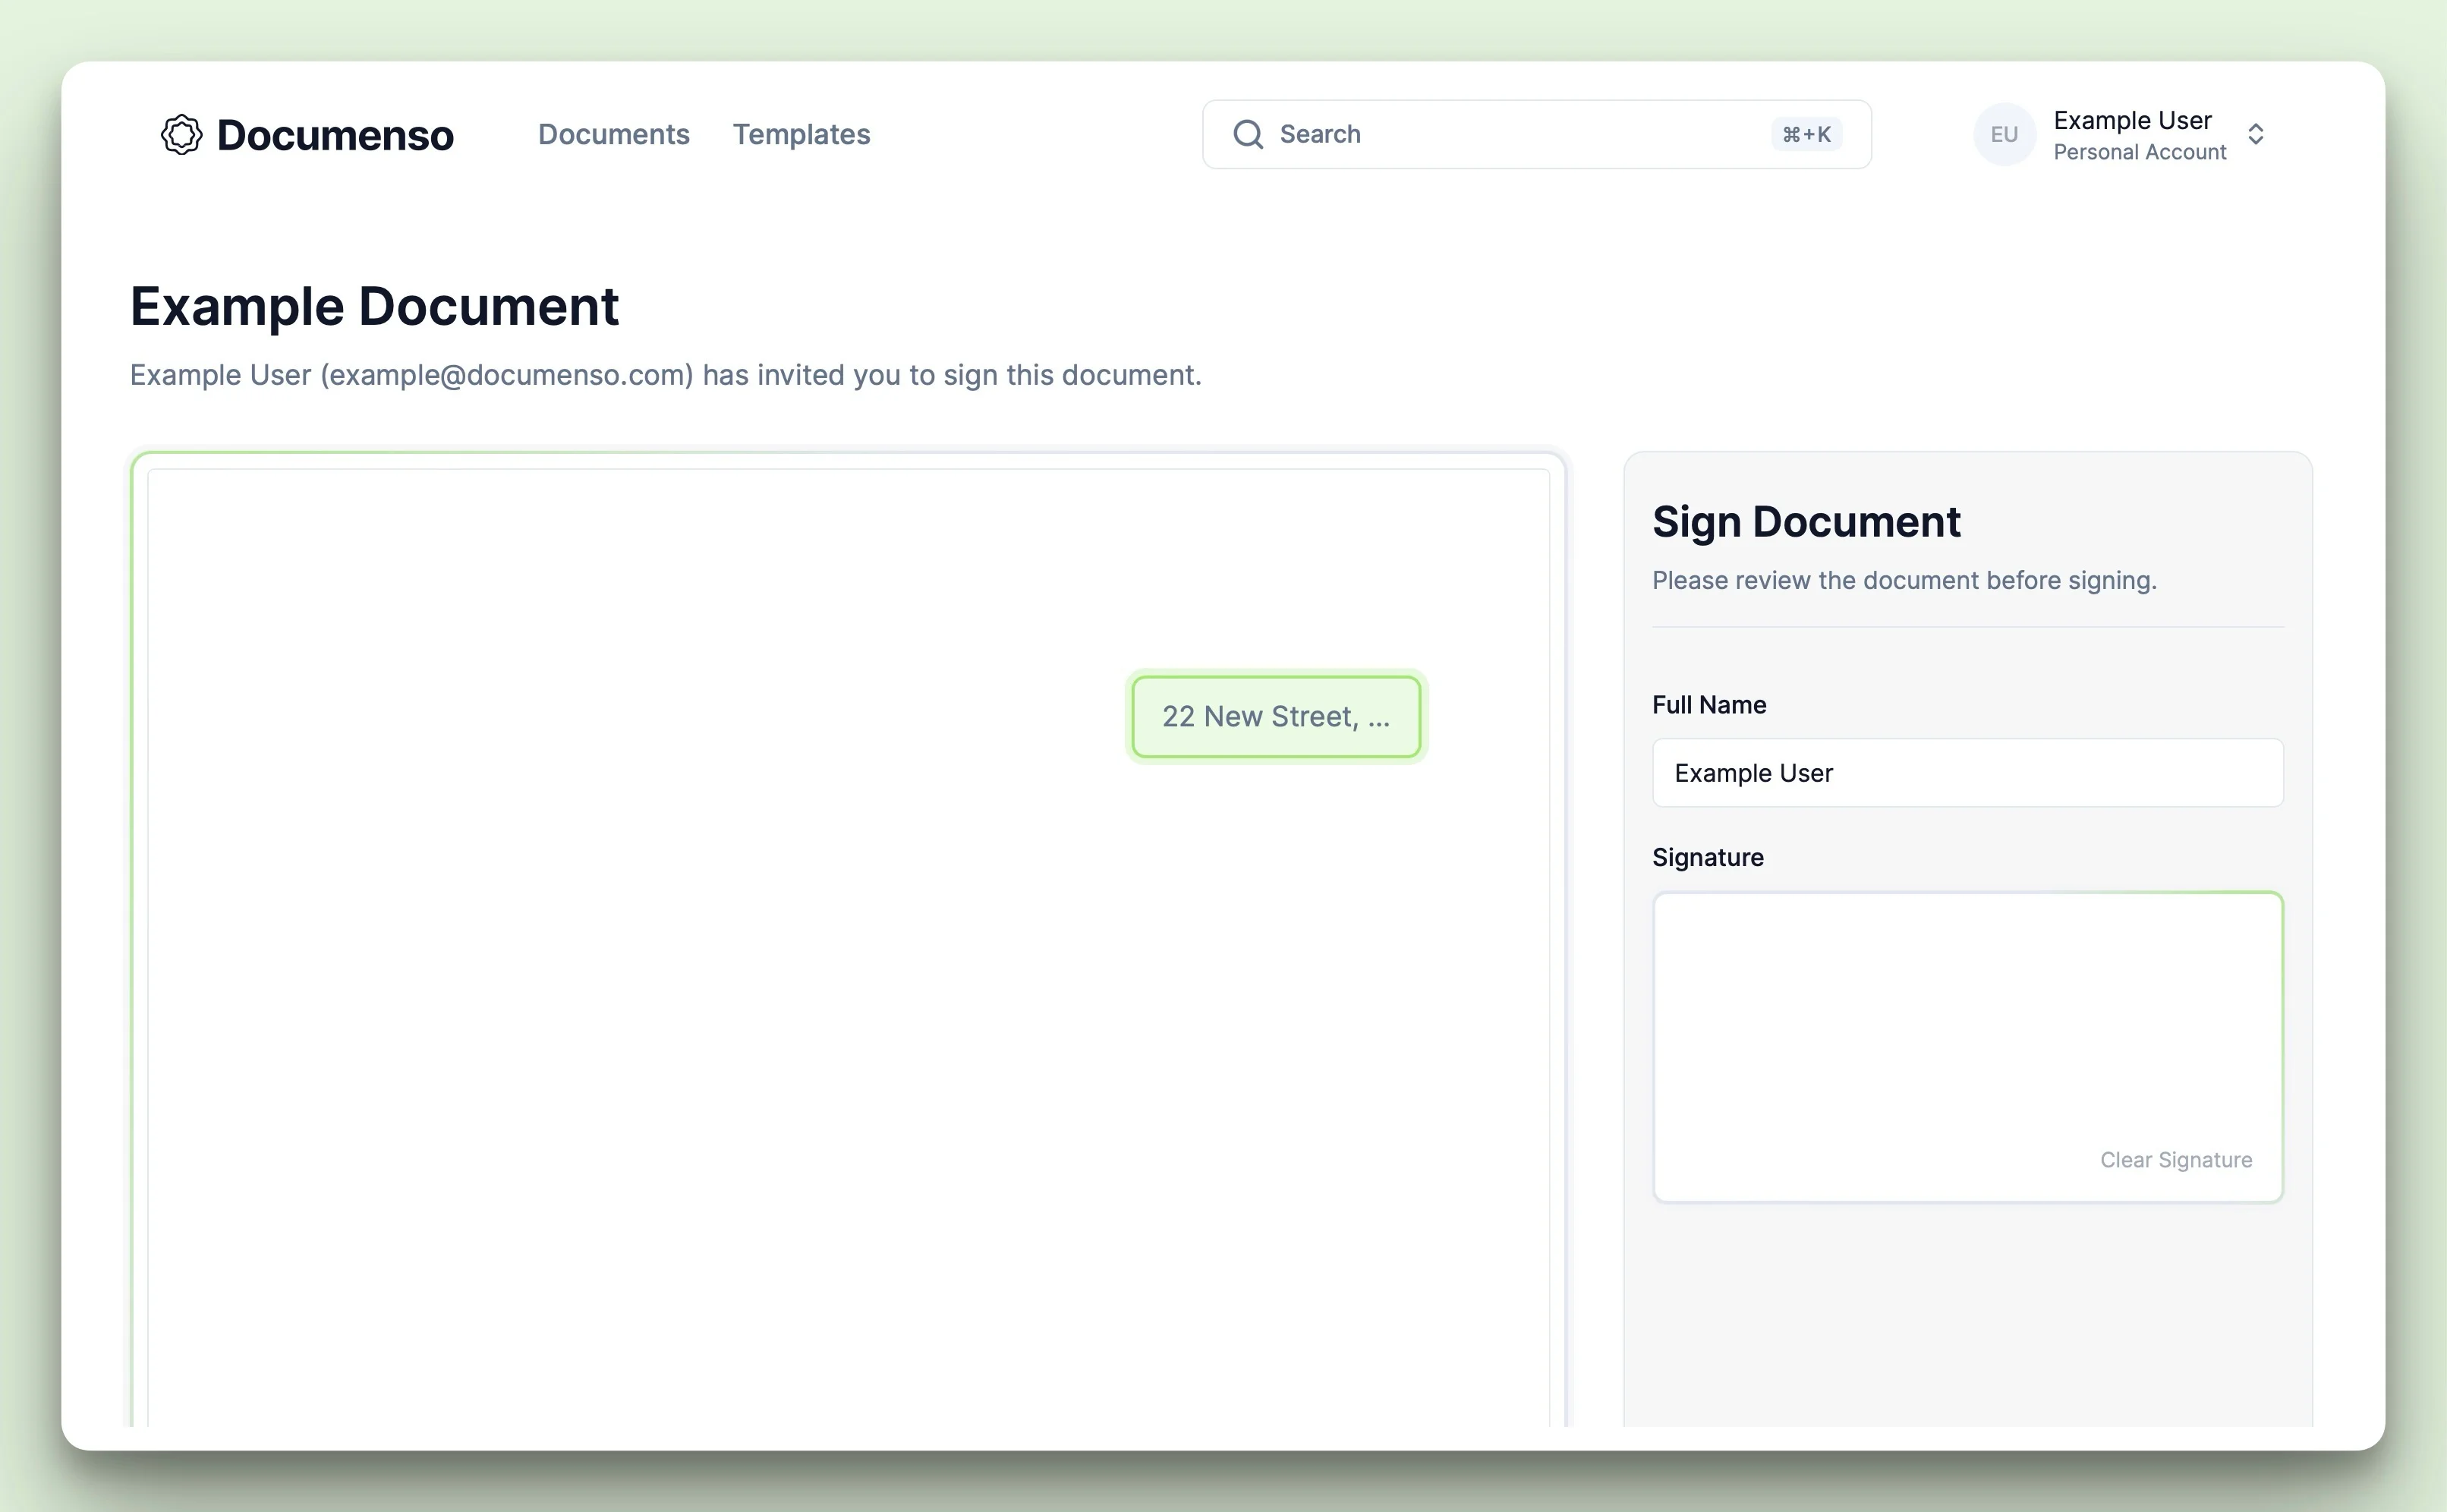 Documenso
Documents
Templates
Search
⌘+K
EU
Example User
Personal Account
Example Document
Example User (example@documenso.com) has invited you to sign this document.
22 New Street, ...
Sign Document
Please review the document before signing.
Full Name
Example User
Signature
Clear Signature